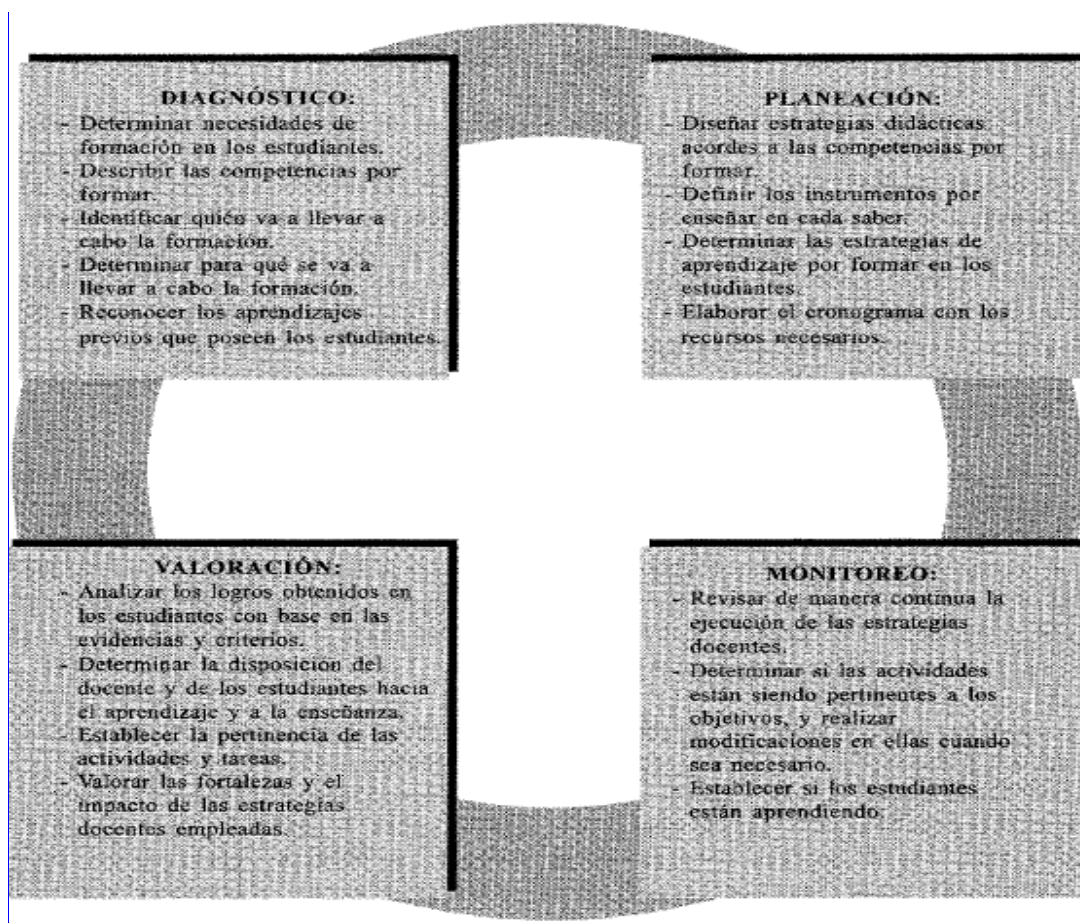 DIAGNÓSTICO:
- Determinar necesidades de
formación en los estudiantes.
- Describir las competencias por
formar.
- Identificar quién va a llevar a
cabo la formación.
- Determinar para qué se va a
llevar a cabo la formación.
- Reconocer los aprendizajes
previos que poseen los estudiantes.
PLANEACIÓN:
- Diseñar estrategias didácticas
acordes a las competencias por
formar.
- Definir los instrumentos por
enseñar en cada saber.
- Determinar las estrategias de
aprendizaje por formar en los
estudiantes.
- Elaborar el cronograma con los
recursos necesarios.
VALORACIÓN:
- Analizar los logros obtenidos en
los estudiantes con base en las
evidencias y criterios.
- Determinar la disposición del
docente y de los estudiantes hacia
el aprendizaje y a la enseñanza.
- Establecer la pertinencia de las
actividades y tareas.
- Valorar las fortalezas y el
impacto de las estrategias
docentes empleadas.
MONITOREO:
- Revisar de manera continua la
ejecución de las estrategias
docentes.
- Determinar si las actividades
están siendo pertinentes a los
objetivos, y realizar
modificaciones en ellas cuando
sea necesario.
- Establecer si los estudiantes
están aprendiendo.